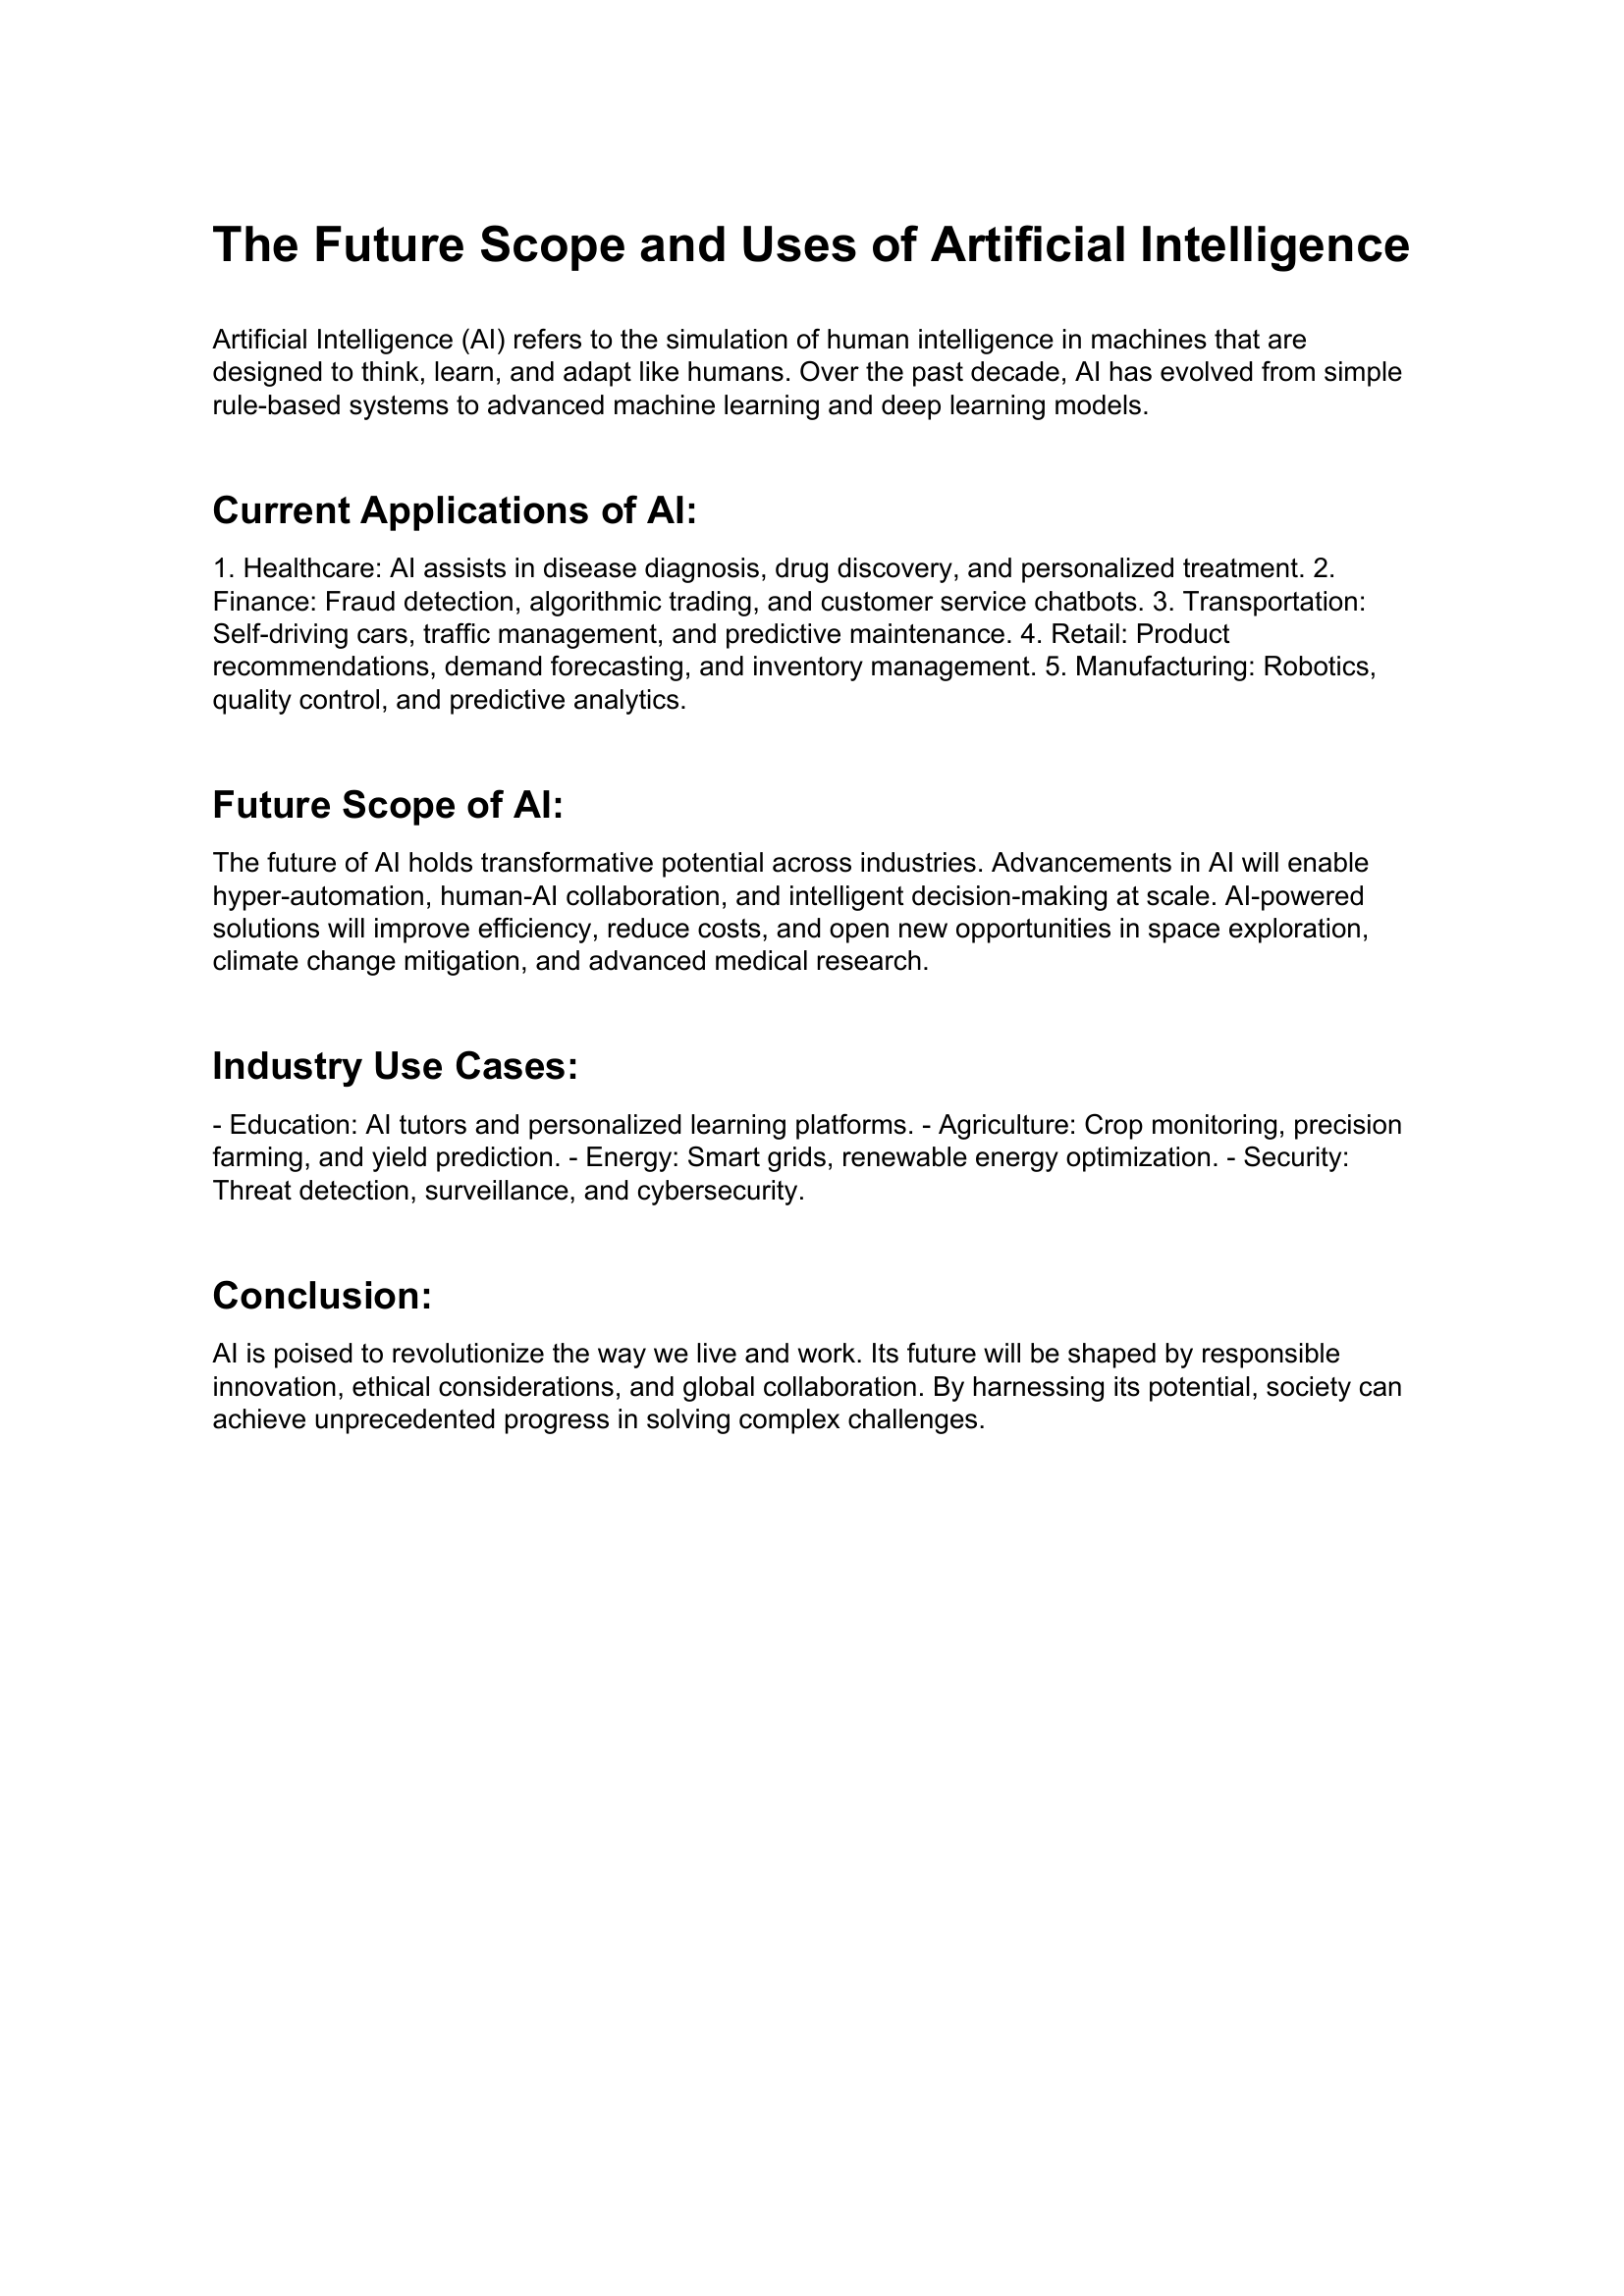 The Future Scope and Uses of Artificial Intelligence
Artificial Intelligence (AI) refers to the simulation of human intelligence in machines that are
designed to think, learn, and adapt like humans. Over the past decade, AI has evolved from simple
rule-based systems to advanced machine learning and deep learning models.
Current Applications of AI:
1. Healthcare: AI assists in disease diagnosis, drug discovery, and personalized treatment. 2.
Finance: Fraud detection, algorithmic trading, and customer service chatbots. 3. Transportation:
Self-driving cars, traffic management, and predictive maintenance. 4. Retail: Product
recommendations, demand forecasting, and inventory management. 5. Manufacturing: Robotics,
quality control, and predictive analytics.
Future Scope of AI:
The future of AI holds transformative potential across industries. Advancements in AI will enable
hyper-automation, human-AI collaboration, and intelligent decision-making at scale. AI-powered
solutions will improve efficiency, reduce costs, and open new opportunities in space exploration,
climate change mitigation, and advanced medical research.
Industry Use Cases:
- Education: AI tutors and personalized learning platforms. - Agriculture: Crop monitoring, precision
farming, and yield prediction. - Energy: Smart grids, renewable energy optimization. - Security:
Threat detection, surveillance, and cybersecurity.
Conclusion:
AI is poised to revolutionize the way we live and work. Its future will be shaped by responsible
innovation, ethical considerations, and global collaboration. By harnessing its potential, society can
achieve unprecedented progress in solving complex challenges.